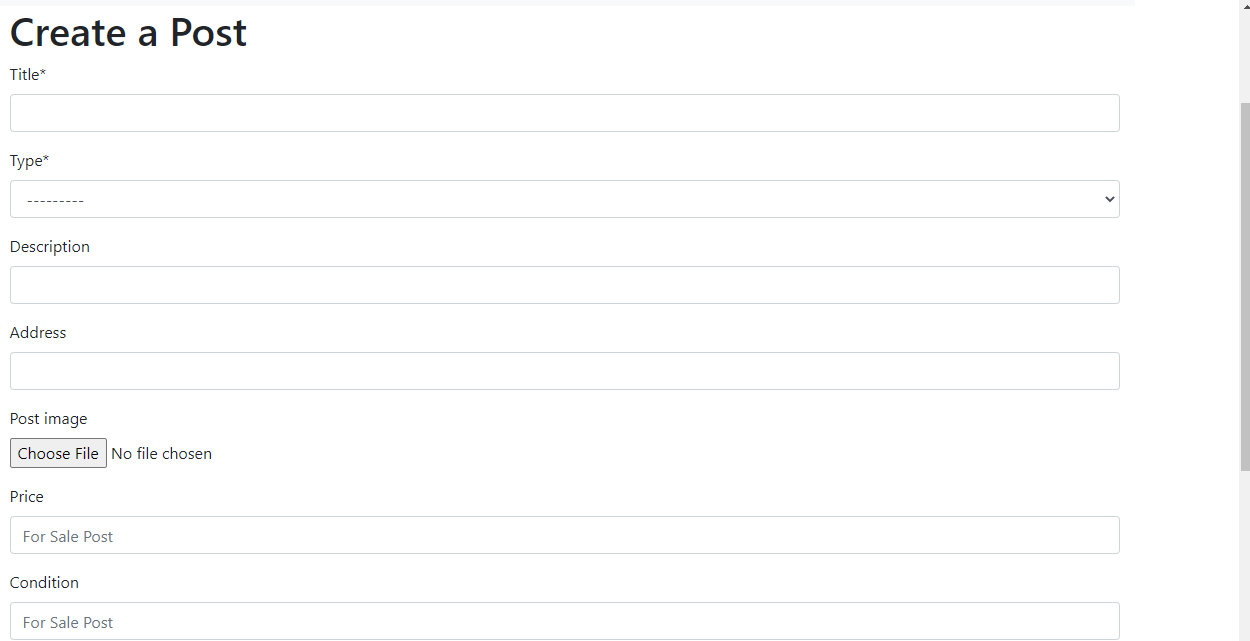 Create a Post
Title*
Type*
---------
Description
Address
Post image
Choose File No file chosen
Price
For Sale Post
Condition
For Sale Post